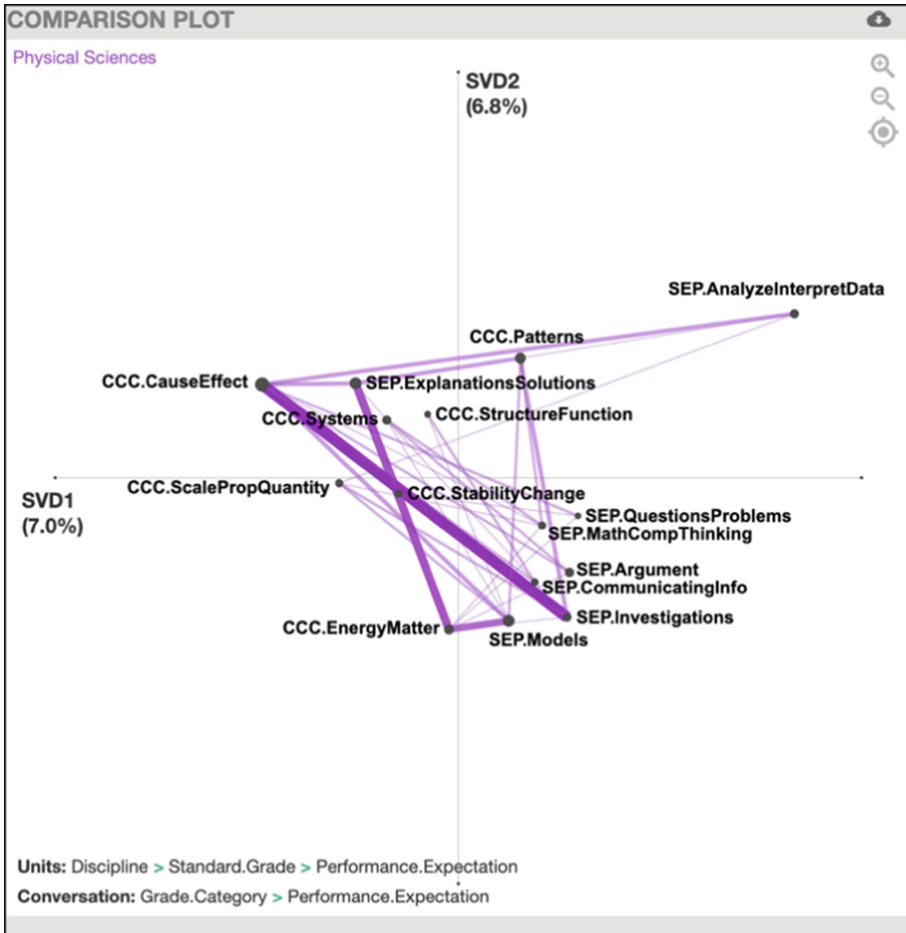 COMPARISON PLOT
Physical Sciences
SVD2
(6.8%)
SEP.AnalyzeInterpretData
CCC.Patterns
CCC.CauseEffect
SEP.ExplanationsSolutions
CCC.Systems
CCC.StructureFunction
CCC.ScalePropQuantity
CCC.StabilityChange
SVD1
(7.0%)
SEP.QuestionsProblems
SEP.MathCompThinking
SEP.Argument
SEP.CommunicatingInfo
SEP.Investigations
CCC.EnergyMatter
SEP.Models
Units: Discipline > Standard.Grade > Performance.Expectation
Conversation: Grade.Category > Performance.Expectation